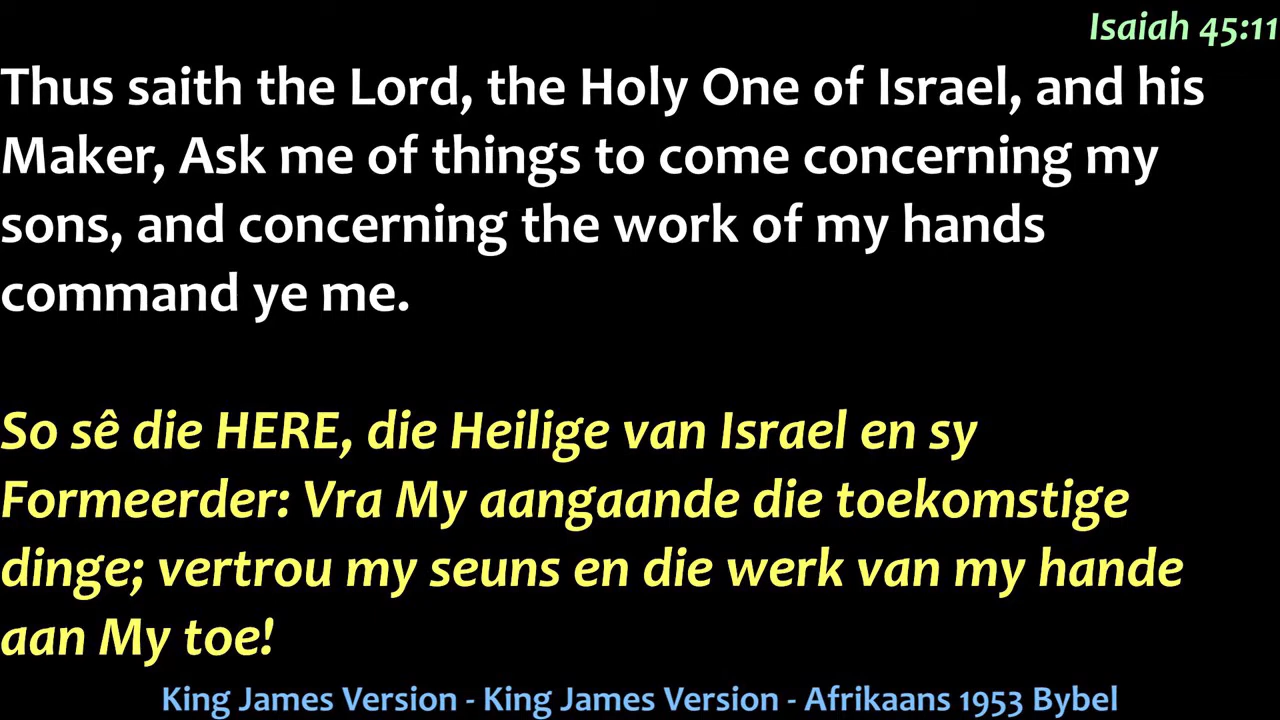 Isaiah 45:11
Thus saith the Lord, the Holy One of Israel, and his
Maker, Ask me of things to come concerning my
sons, and concerning the work of my hands
command ye me.
So sê die HERE, die Heilige van Israel en sy
Formeerder: Vra My aangaande die toekomstige
dinge; vertrou my seuns en die werk van my hande
aan My toe!
King James Version - King James Version - Afrikaans 1953 Bybel